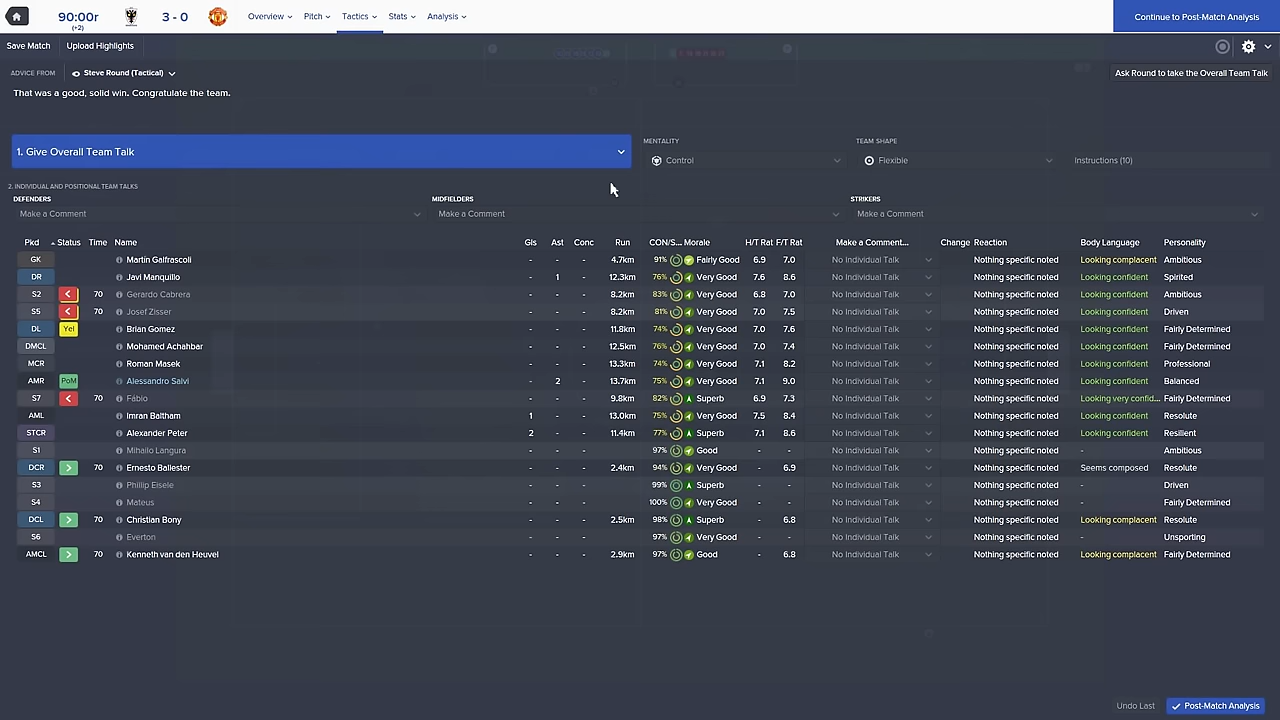 90:00r
(+2)
3 - 0
Overview
Pitch
Tactics
Stats
Analysis
Continue to Post-Match Analysis
Save Match
Upload Highlights
ADVICE FROM
Steve Round (Tactical)
Ask Round to take the Overall Team Talk
That was a good, solid win. Congratulate the team.
1. Give Overall Team Talk
MENTALITY
Control
TEAM SHAPE
Flexible
Instructions (10)
2. INDIVIDUAL AND POSITIONAL TEAM TALKS
DEFENDERS
MIDFIELDERS
STRIKERS
Make a Comment
Make a Comment
Make a Comment
Pkd Status Time Name Gls Ast Conc Run CON/S... Morale H/T Rat F/T Rat Make a Comment... Change Reaction Body Language Personality
GK Martín Galfrascoli - - - 4.7km 91% Fairly Good 6.9 7.0 No Individual Talk Nothing specific noted Looking complacent Ambitious
DR Javi Manquillo - 1 - 12.3km 76% Very Good 7.6 8.6 No Individual Talk Nothing specific noted Looking confident Spirited
S2 70 Gerardo Cabrera - - - 8.2km 83% Very Good 6.8 7.0 No Individual Talk Nothing specific noted Looking confident Ambitious
S5 70 Josef Zisser - - - 8.2km 81% Very Good 7.0 7.5 No Individual Talk Nothing specific noted Looking confident Driven
DL Yel Brian Gomez - - - 11.8km 74% Very Good 7.0 7.6 No Individual Talk Nothing specific noted Looking confident Fairly Determined
DMCL Mohamed Achahbar - - - 12.5km 76% Very Good 7.0 7.4 No Individual Talk Nothing specific noted Looking confident Fairly Determined
MCR Roman Masek - - - 13.3km 74% Very Good 7.1 8.2 No Individual Talk Nothing specific noted Looking confident Professional
AMR PoM Alessandro Salvi - 2 - 13.7km 75% Very Good 7.1 9.0 No Individual Talk Nothing specific noted Looking confident Balanced
S7 70 Fábio - - - 9.8km 82% Superb 6.9 7.3 No Individual Talk Nothing specific noted Looking very confid... Fairly Determined
AML Imran Baltham 1 - - 13.0km 75% Very Good 7.5 8.4 No Individual Talk Nothing specific noted Looking confident Resolute
STCR Alexander Peter 2 - - 11.4km 77% Superb 7.1 8.6 No Individual Talk Nothing specific noted Looking confident Resilient
S1 Mihailo Langura - - - 97% Good - - No Individual Talk Nothing specific noted - Ambitious
DCR 70 Ernesto Ballester - - - 2.4km 94% Very Good - 6.9 No Individual Talk Nothing specific noted Seems composed Resolute
S3 Phillip Eisele - - - 99% Superb - - No Individual Talk Nothing specific noted - Driven
S4 Mateus - - - 100% Very Good - - No Individual Talk Nothing specific noted - Fairly Determined
DCL 70 Christian Bony - - - 2.5km 98% Superb - 6.8 No Individual Talk Nothing specific noted Looking complacent Resolute
S6 Everton - - - 97% Very Good - - No Individual Talk Nothing specific noted - Unsporting
AMCL 70 Kenneth van den Heuvel - - - 2.9km 97% Good - 6.8 No Individual Talk Nothing specific noted Looking complacent Fairly Determined
Undo Last
Post-Match Analysis